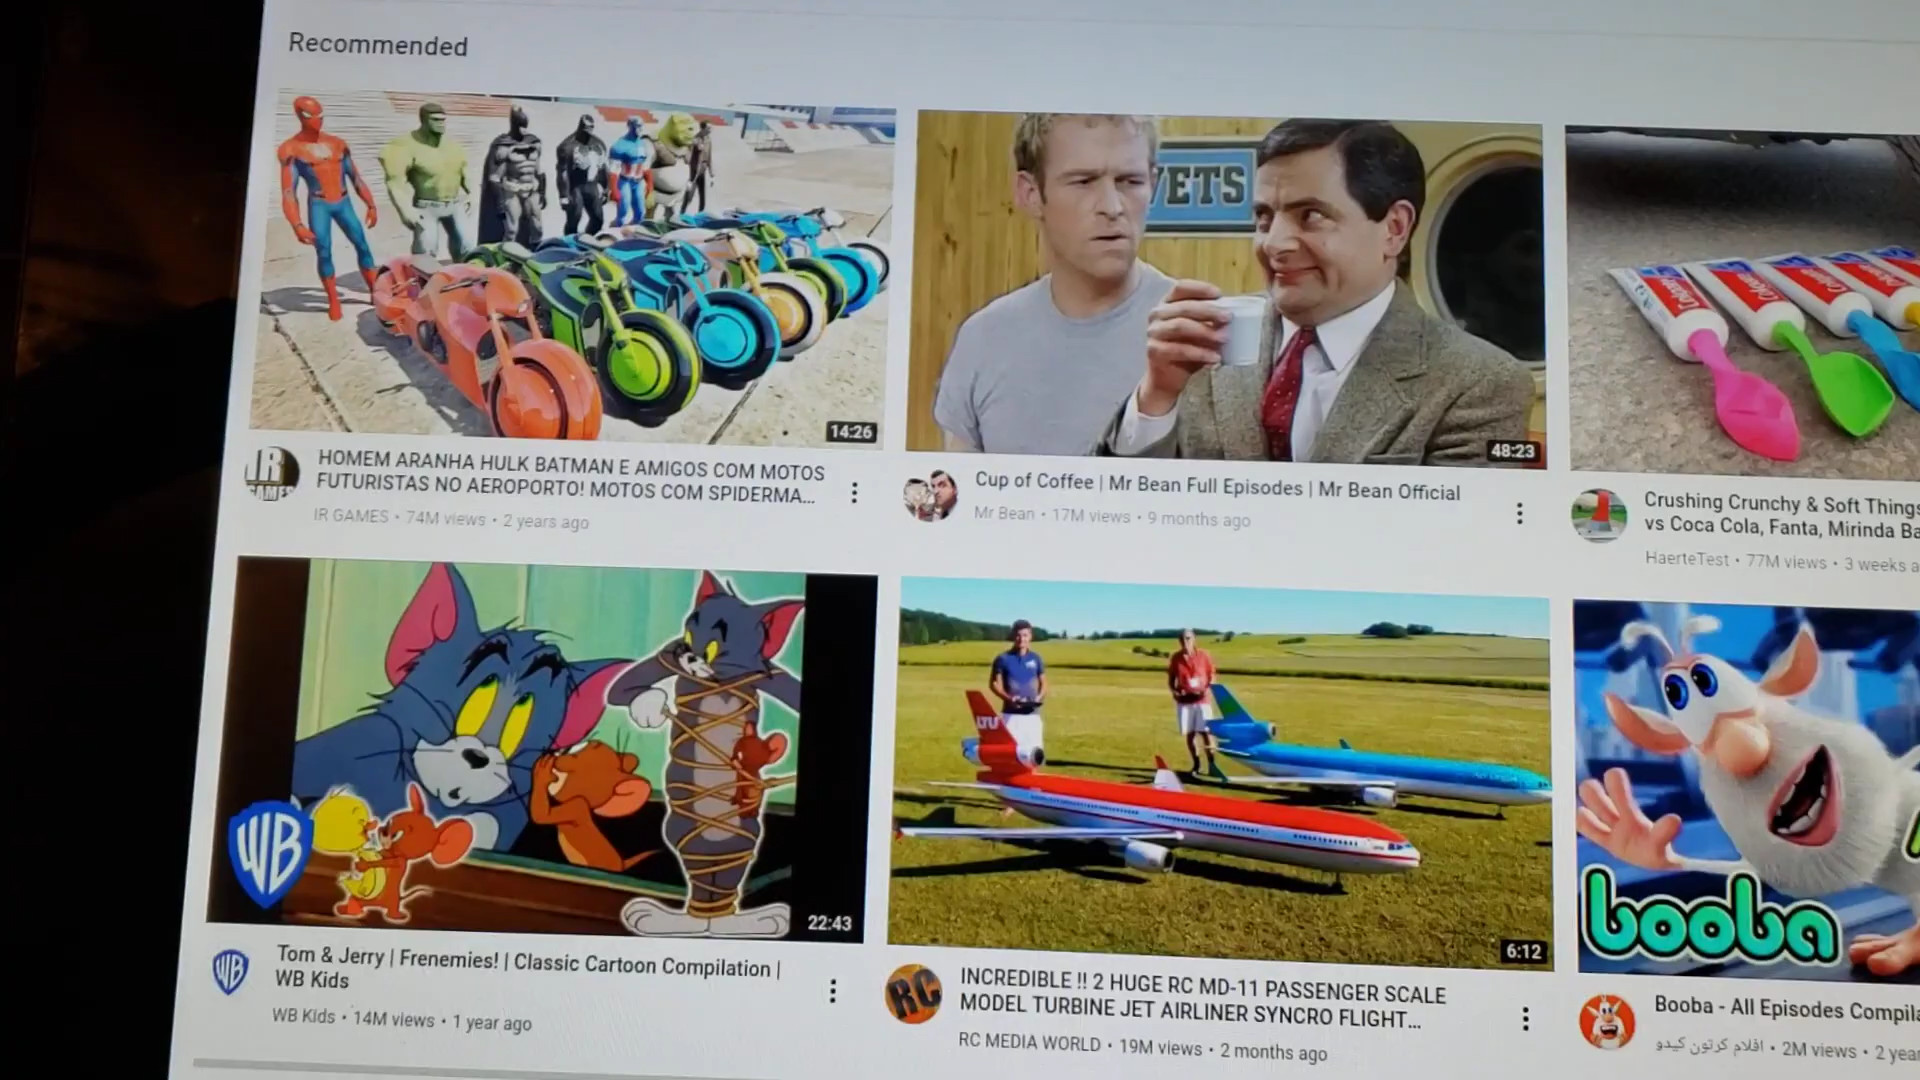 Recommended
VETS
14:26
48:23
IR GAMES
HOMEM ARANHA HULK BATMAN E AMIGOS COM MOTOS
FUTURISTAS NO AEROPORTO! MOTOS COM SPIDERMA...
IR GAMES • 74M views • 2 years ago
Cup of Coffee | Mr Bean Full Episodes | Mr Bean Official
Mr Bean • 17M views • 9 months ago
Crushing Crunchy & Soft Things
vs Coca Cola, Fanta, Mirinda Ba
HaerteTest • 77M views • 3 weeks a
LTU
WB
22:43
6:12
booba
WB
Tom & Jerry | Frenemies! | Classic Cartoon Compilation |
WB Kids
WB Kids • 14M views • 1 year ago
RC
INCREDIBLE !! 2 HUGE RC MD-11 PASSENGER SCALE
MODEL TURBINE JET AIRLINER SYNCRO FLIGHT...
RC MEDIA WORLD • 19M views • 2 months ago
Booba - All Episodes Compila
افلام كرتون كيدو • 2M views • 2 yea